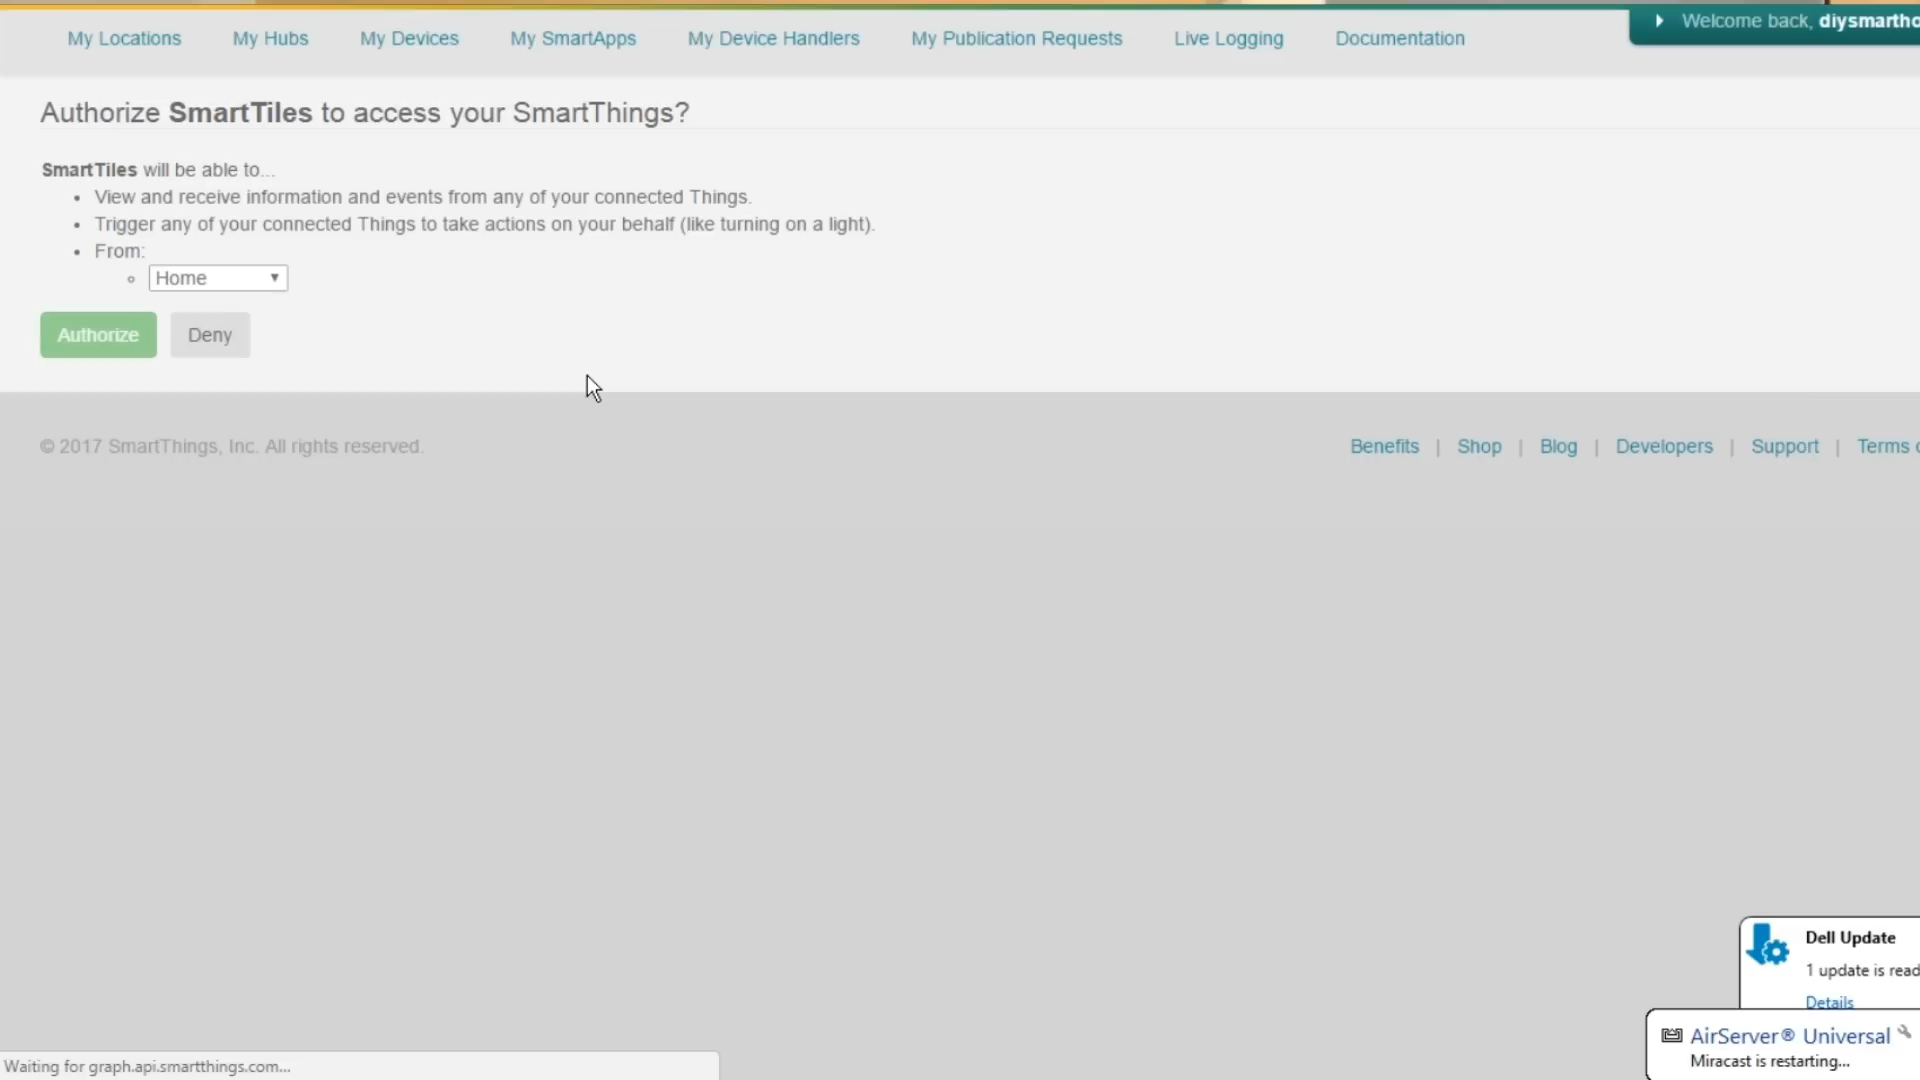 My Locations My Hubs My Devices My SmartApps My Device Handlers My Publication Requests Live Logging Documentation
Welcome back,
Authorize SmartTiles to access your SmartThings?
SmartTiles will be able to...
View and receive information and events from any of your connected Things.
Trigger any of your connected Things to take actions on your behalf (like turning on a light).
From:
Home
Authorize Deny
© 2017 SmartThings, Inc. All rights reserved.
Benefits | Shop | Blog | Developers | Support | Terms
Dell Update
1 update is
Details
AirServer® Universal
Miracast is restarting...
Waiting for graph.api.smartthings.com...